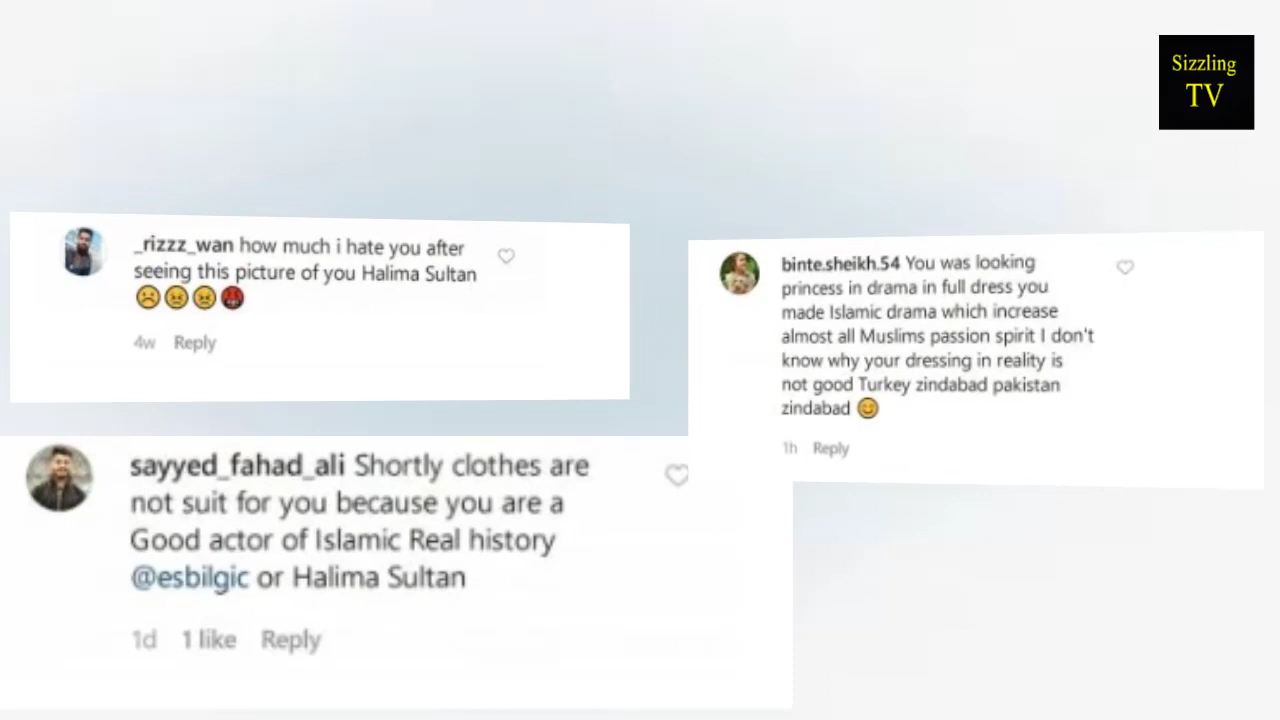 Sizzling
TV
_rizzz_wan how much i hate you after
seeing this picture of you Halima Sultan
☹️😣😣🤬
4w Reply
binte.sheikh.54 You was looking
princess in drama in full dress you
made Islamic drama which increase
almost all Muslims passion spirit I don't
know why your dressing in reality is
not good Turkey zindabad pakistan
zindabad 😊
1h Reply
sayyed_fahad_ali Shortly clothes are
not suit for you because you are a
Good actor of Islamic Real history
@esbilgic or Halima Sultan
1d 1 like Reply